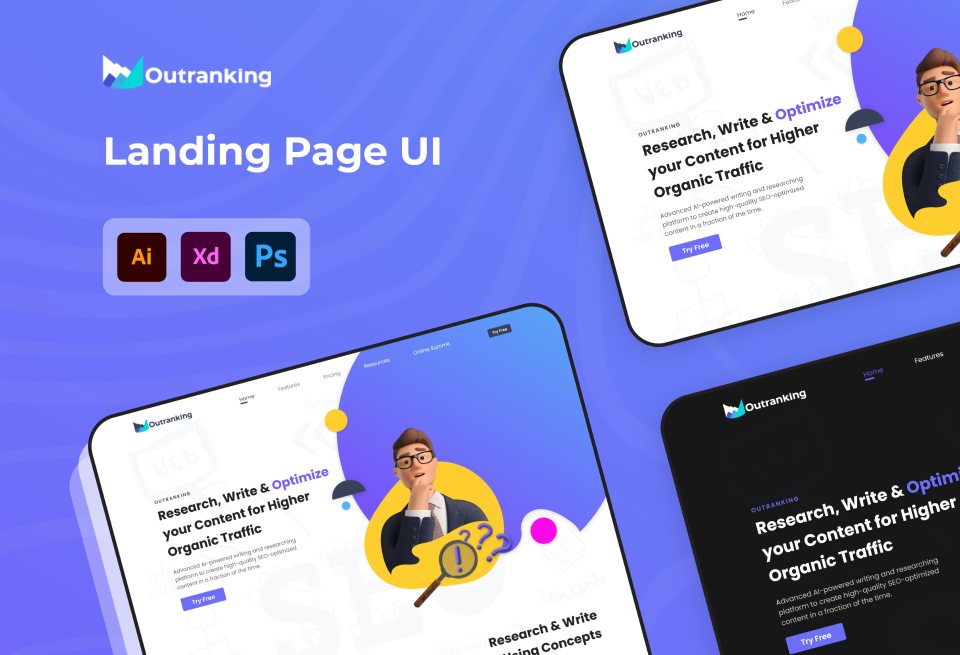 Outranking
Landing Page UI
Ai
Xd
Ps
Outranking
Home
OUTRANKING
Research, Write & Optimize
your Content for Higher
Organic Traffic
Advanced AI-powered writing and researching
platform to create high-quality SEO-optimized
content in a fraction of the time.
Try Free
WEB
SEO
Outranking
Home
Features
Pricing
Resources
Online Summit
Try Free
OUTRANKING
Research, Write & Optimize
your Content for Higher
Organic Traffic
Advanced AI-powered writing and researching
platform to create high-quality SEO-optimized
content in a fraction of the time.
Try Free
WEB
SEO
Content
???
!
Research & Write
Using Concepts
Outranking
Home
Features
OUTRANKING
Research, Write & Optimi
your Content for Higher
Organic Traffic
Advanced AI-powered writing and researching
platform to create high-quality SEO-optimized
content in a fraction of the time.
Try Free